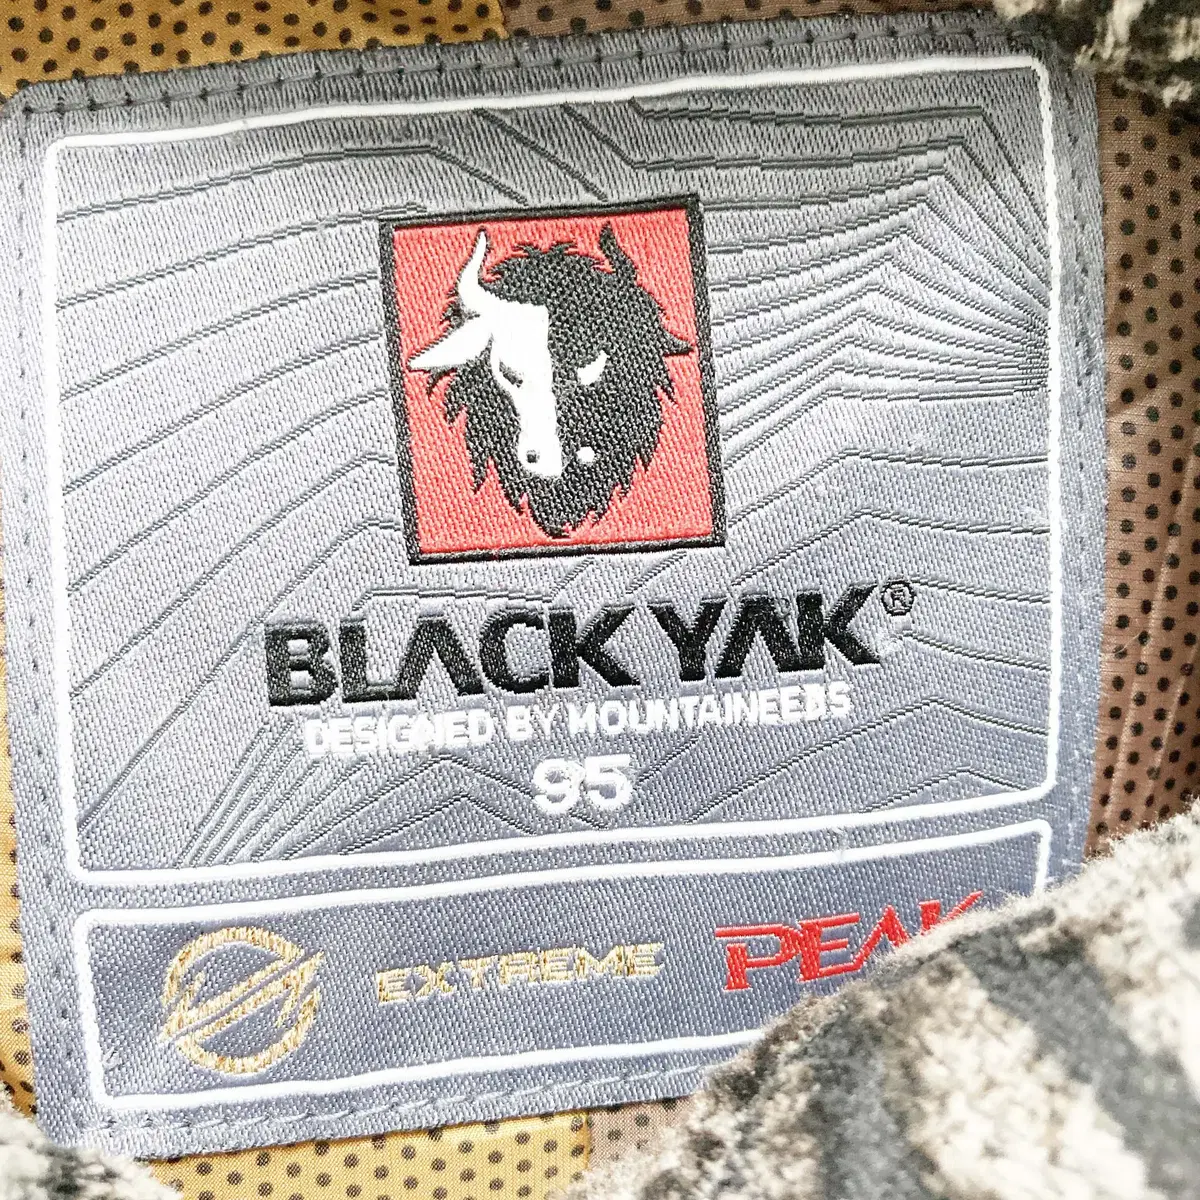 BLACKYAK®
DESIGNED BY MOUNTAINEERS
95
EXTREME PEAK